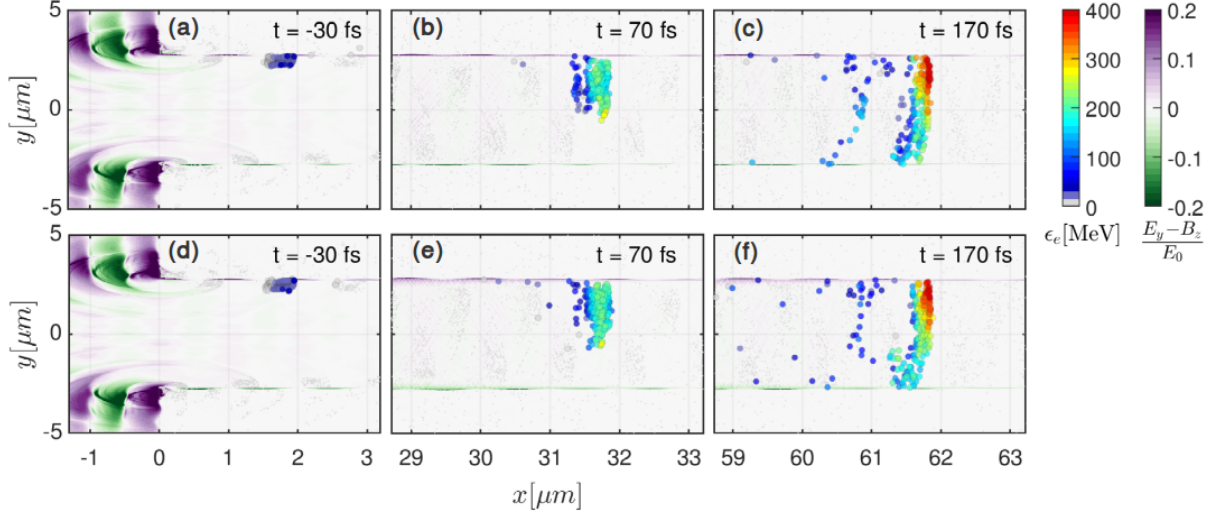 (a) t = -30 fs (b) t = 70 fs (c) t = 170 fs
5 0 -5
y[μm]
400 300 200 100 0
ϵe[MeV]
0.2 0.1 0 -0.1 -0.2
Ey−Bz
E0
(d) t = -30 fs (e) t = 70 fs (f) t = 170 fs
5 0 -5
y[μm]
-1 0 1 2 3 29 30 31 32 33 59 60 61 62 63
x[μm]